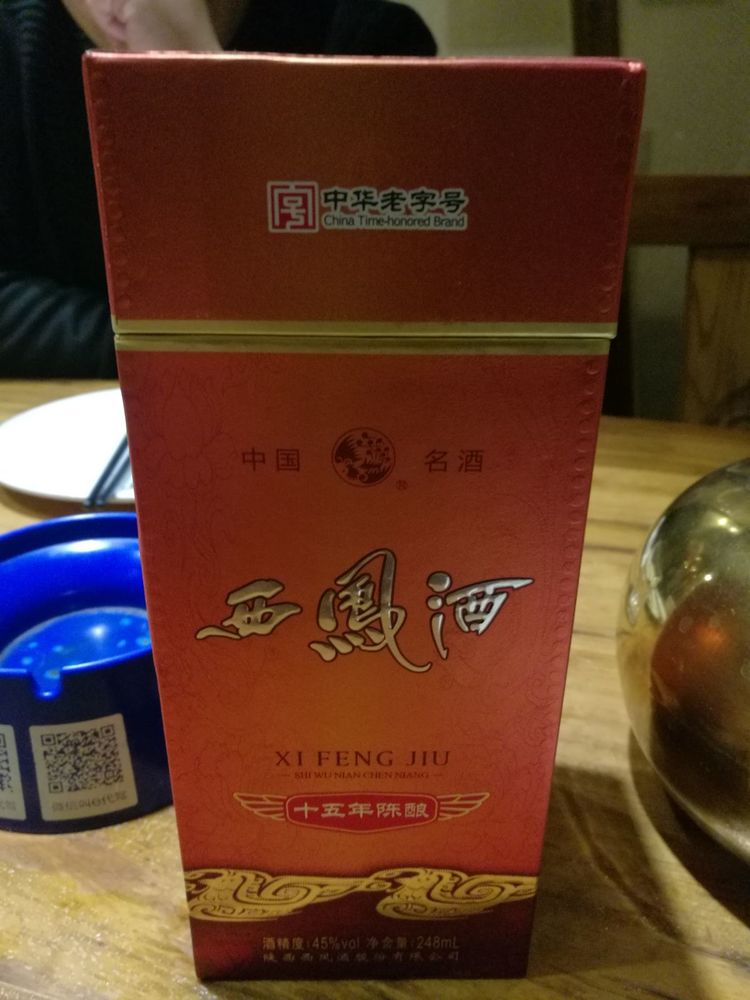 中华老字号
China Time-honored Brand
中国 名酒
®
西鳳酒
XI FENG JIU
SHI WU NIAN CHEN NIANG
十五年陈酿
酒精度:45%vol 净含量:248mL
陕西西凤酒股份有限公司